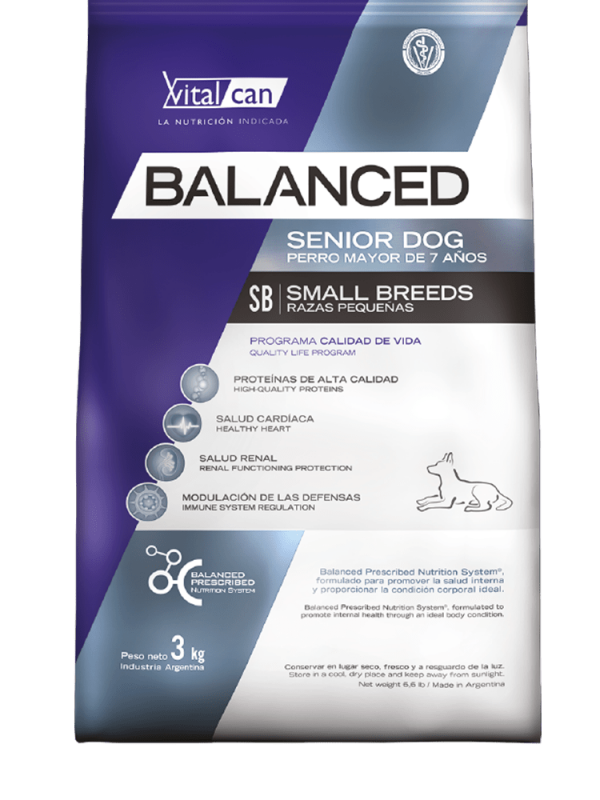 Vital can
LA NUTRICIÓN INDICADA
BALANCED
SENIOR DOG
PERRO MAYOR DE 7 AÑOS
SB SMALL BREEDS
RAZAS PEQUEÑAS
PROGRAMA CALIDAD DE VIDA
QUALITY LIFE PROGRAM
PROTEÍNAS DE ALTA CALIDAD
HIGH-QUALITY PROTEINS
SALUD CARDÍACA
HEALTHY HEART
SALUD RENAL
RENAL FUNCTIONING PROTECTION
MODULACIÓN DE LAS DEFENSAS
IMMUNE SYSTEM REGULATION
BALANCED
PRESCRIBED
NUTRITION SYSTEM
Balanced Prescribed Nutrition System®,
formulado para promover la salud interna
y proporcionar la condición corporal ideal.
Balanced Prescribed Nutrition System®, formulated to
promote internal health through an ideal body condition.
Peso neto 3 kg
Industria Argentina
Conservar en lugar seco, fresco y a resguardo de la luz.
Store in a cool, dry place and keep away from sunlight.
Net weight 6,6 lb / Made in Argentina